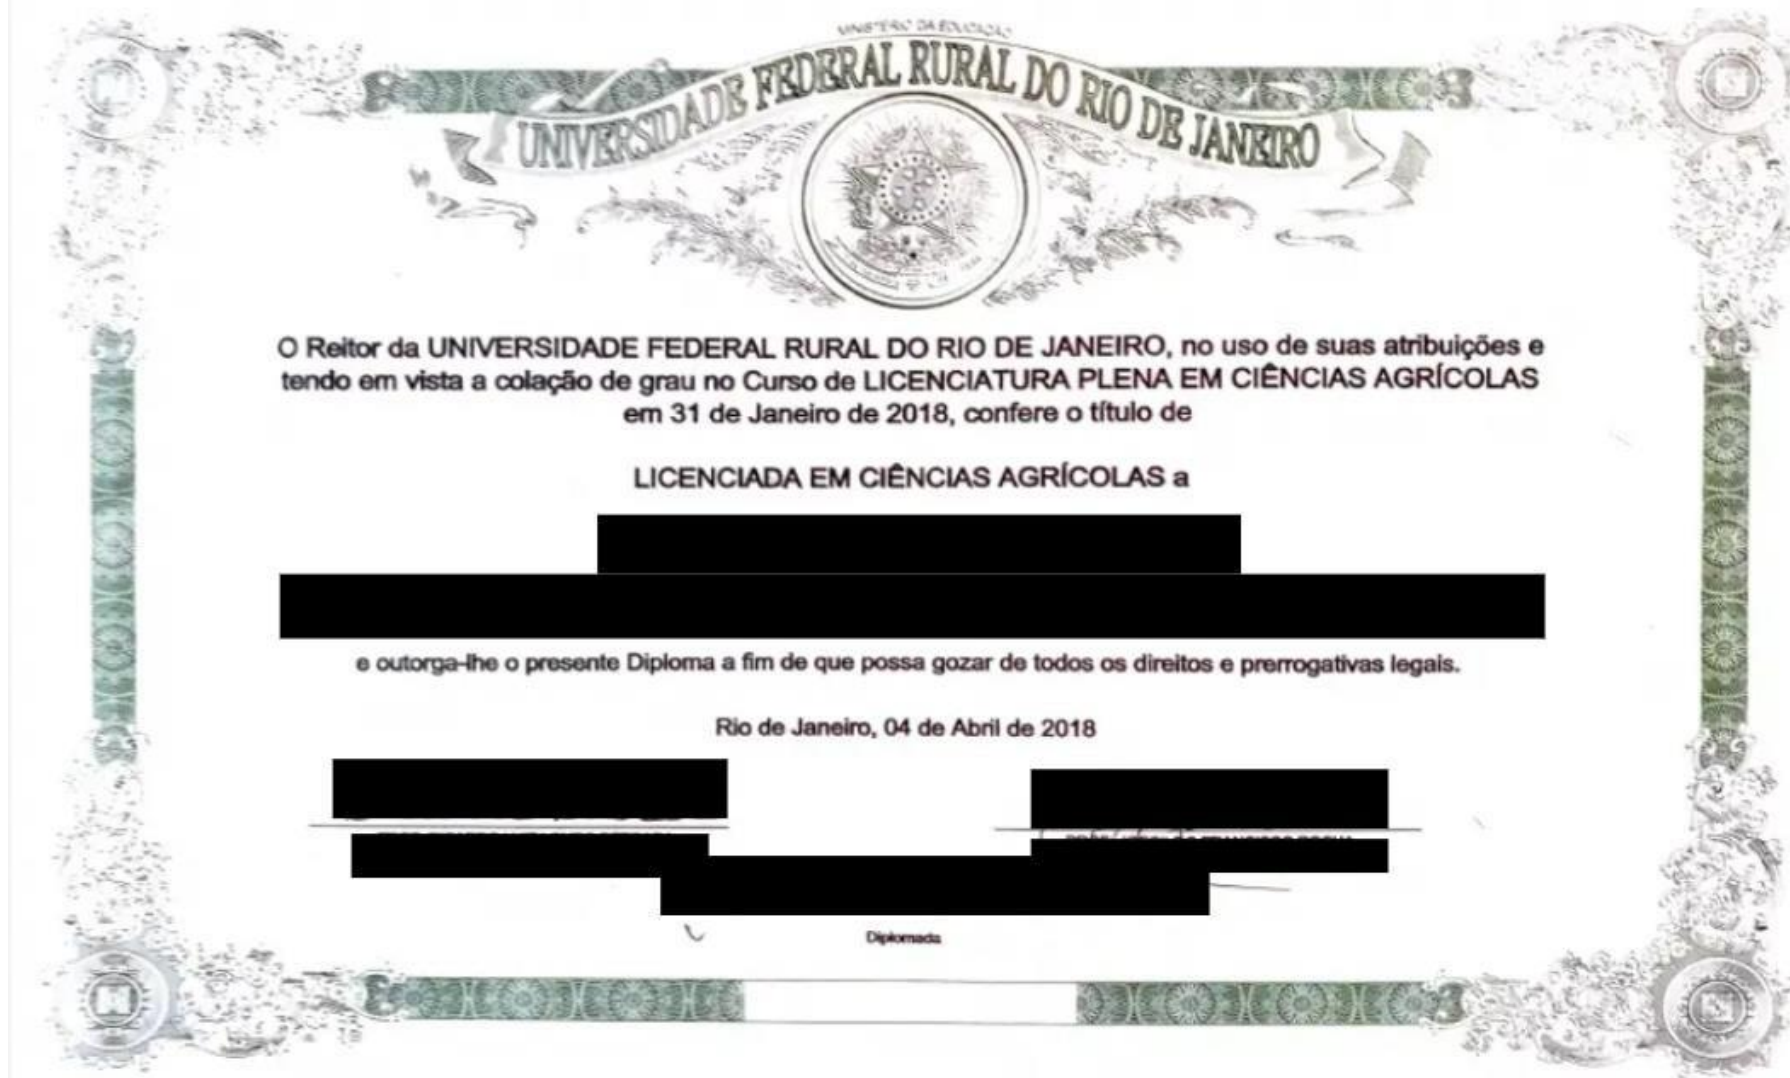 MINISTÉRIO DA EDUCAÇÃO
UNIVERSIDADE FEDERAL RURAL DO RIO DE JANEIRO
O Reitor da UNIVERSIDADE FEDERAL RURAL DO RIO DE JANEIRO, no uso de suas atribuições e
tendo em vista a colação de grau no Curso de LICENCIATURA PLENA EM CIÊNCIAS AGRÍCOLAS
em 31 de Janeiro de 2018, confere o título de
LICENCIADA EM CIÊNCIAS AGRÍCOLAS a
e outorga-lhe o presente Diploma a fim de que possa gozar de todos os direitos e prerrogativas legais.
Rio de Janeiro, 04 de Abril de 2018
Diplomada